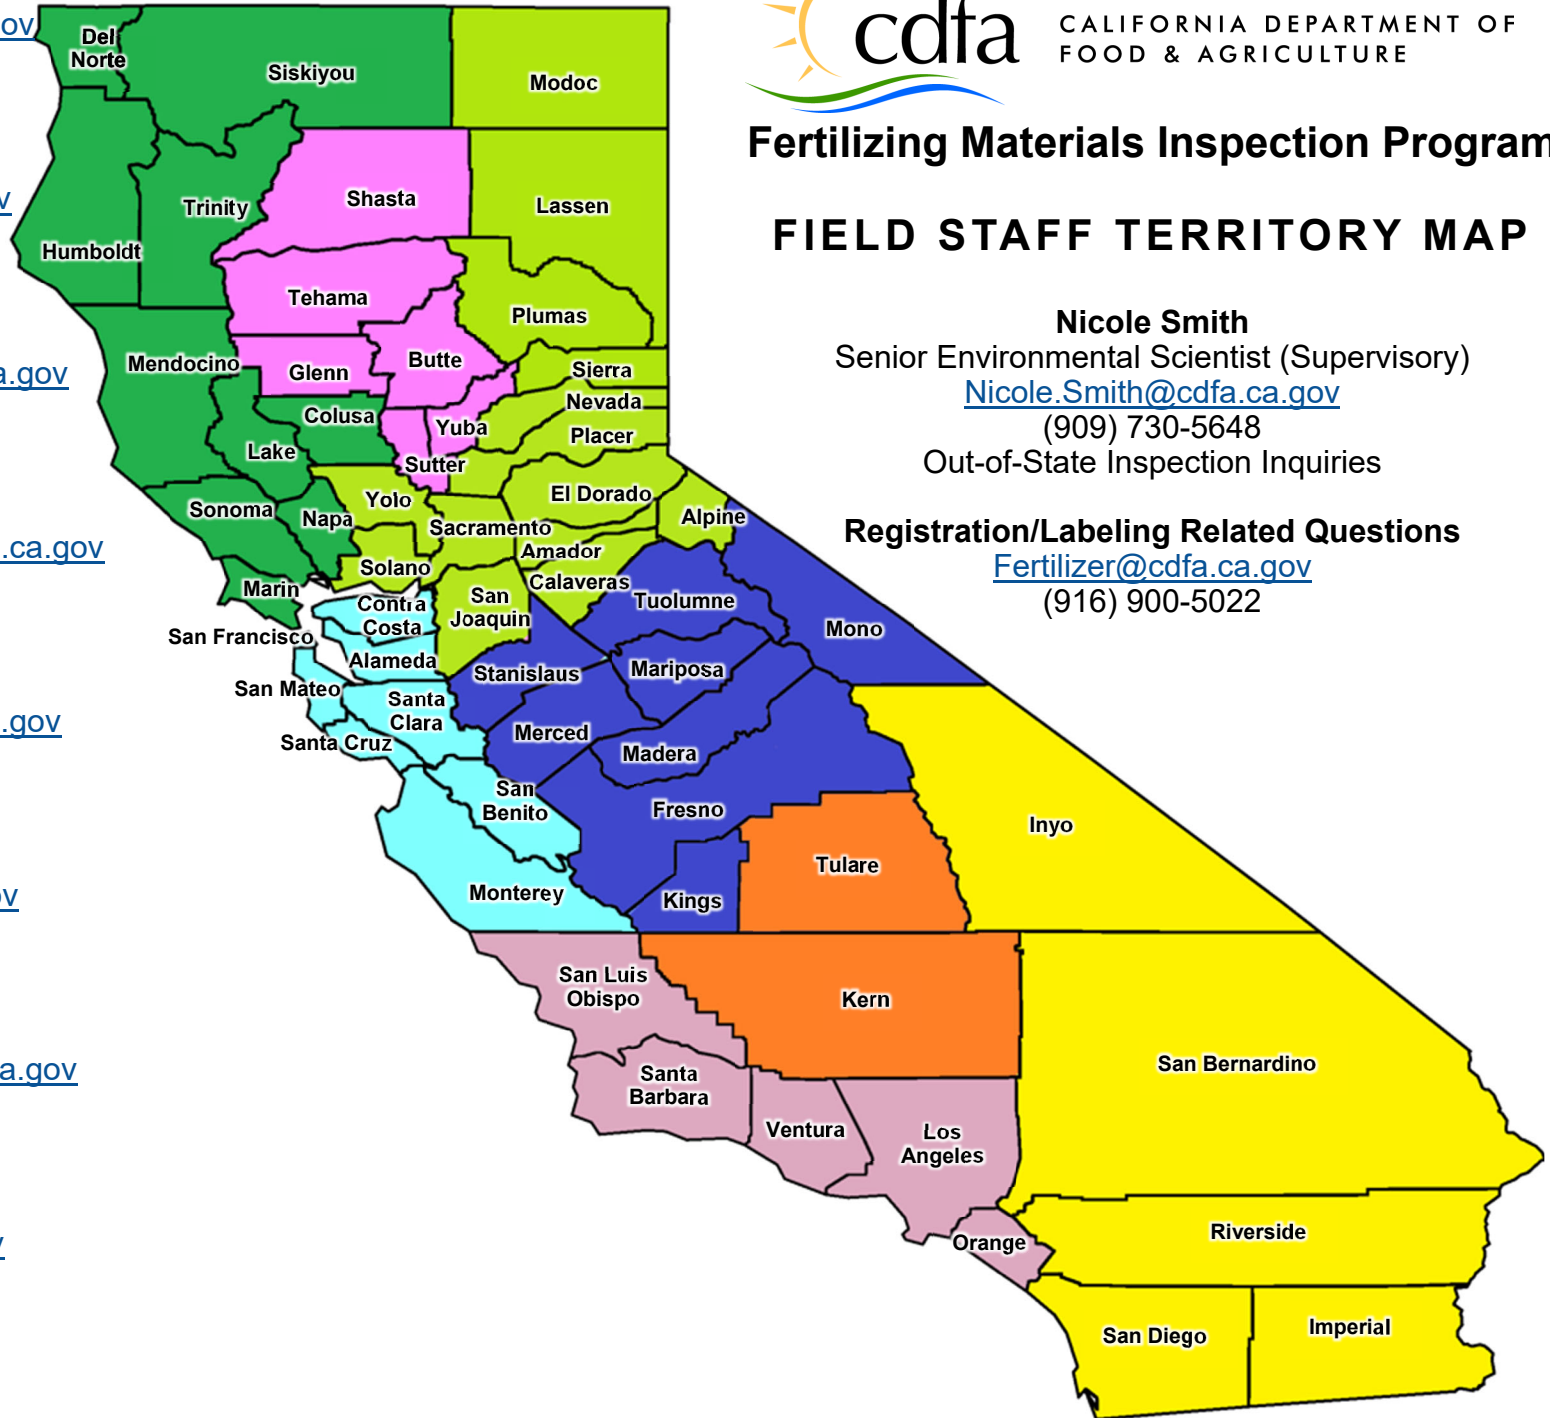 ov
v
a.gov
.ca.gov
.gov
ov
a.gov
v
cdfa
CALIFORNIA DEPARTMENT OF
FOOD & AGRICULTURE
Fertilizing Materials Inspection Program
FIELD STAFF TERRITORY MAP
Nicole Smith
Senior Environmental Scientist (Supervisory)
Nicole.Smith@cdfa.ca.gov
(909) 730-5648
Out-of-State Inspection Inquiries
Registration/Labeling Related Questions
Fertilizer@cdfa.ca.gov
(916) 900-5022
Del
Norte
Siskiyou
Modoc
Shasta
Trinity
Lassen
Humboldt
Tehama
Plumas
Mendocino
Glenn
Butte
Sierra
Nevada
Colusa
Yuba
Placer
Lake
Sutter
El Dorado
Yolo
Sonoma
Napa
Sacramento
Alpine
Amador
Solano
Calaveras
Marin
Contra
Costa
San
Joaquin
Tuolumne
Mono
San Francisco
Alameda
Stanislaus
Mariposa
San Mateo
Santa
Clara
Merced
Santa Cruz
Madera
San
Benito
Fresno
Inyo
Tulare
Monterey
Kings
San Luis
Obispo
Kern
San Bernardino
Santa
Barbara
Ventura
Los
Angeles
Riverside
Orange
San Diego
Imperial